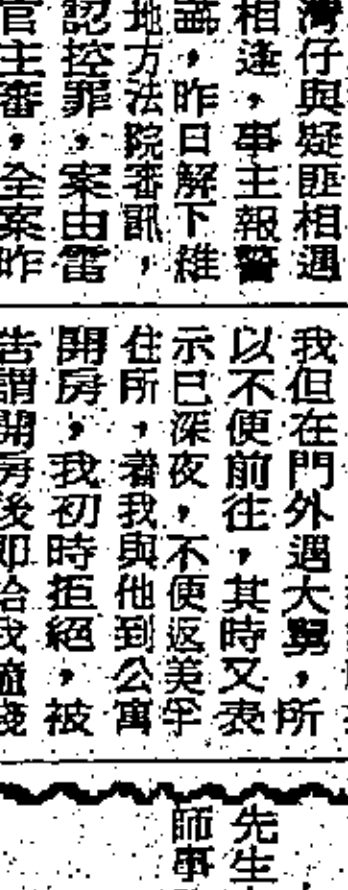 灣仔與疑匪相遇
相逢，事主報警
，昨日解下維
地方法院審訊，
認控罪，案由雷
官主審，全案昨
我但在門外遇大舅，所
以不便前往，其時又表
示已深夜，不便返美孚
住所，着我與他到公寓
開房，我初時拒絕，被
告謂開房後即給我
先生
師事